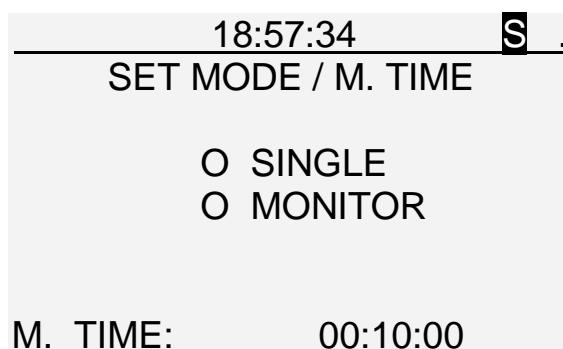 18:57:34 S .
SET MODE / M. TIME
O SINGLE
O MONITOR
M. TIME: 00:10:00